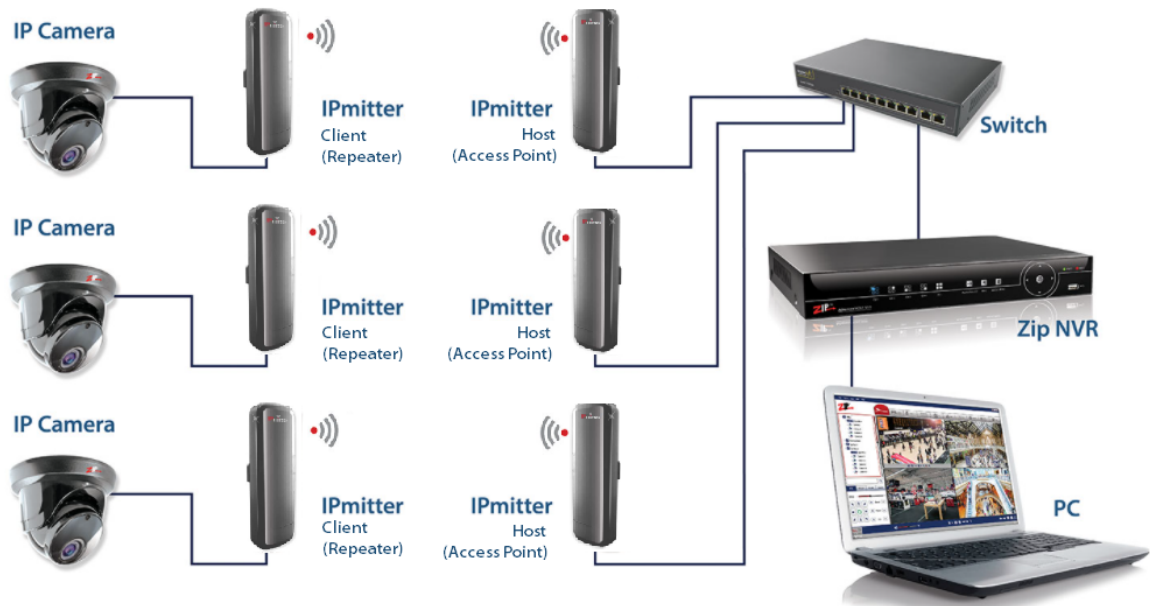 IP Camera
IPmitter
Client
(Repeater)
IPmitter
Host
(Access Point)
Switch
IP Camera
IPmitter
Client
(Repeater)
IPmitter
Host
(Access Point)
ZIP
Zip NVR
IP Camera
IPmitter
Client
(Repeater)
IPmitter
Host
(Access Point)
PC